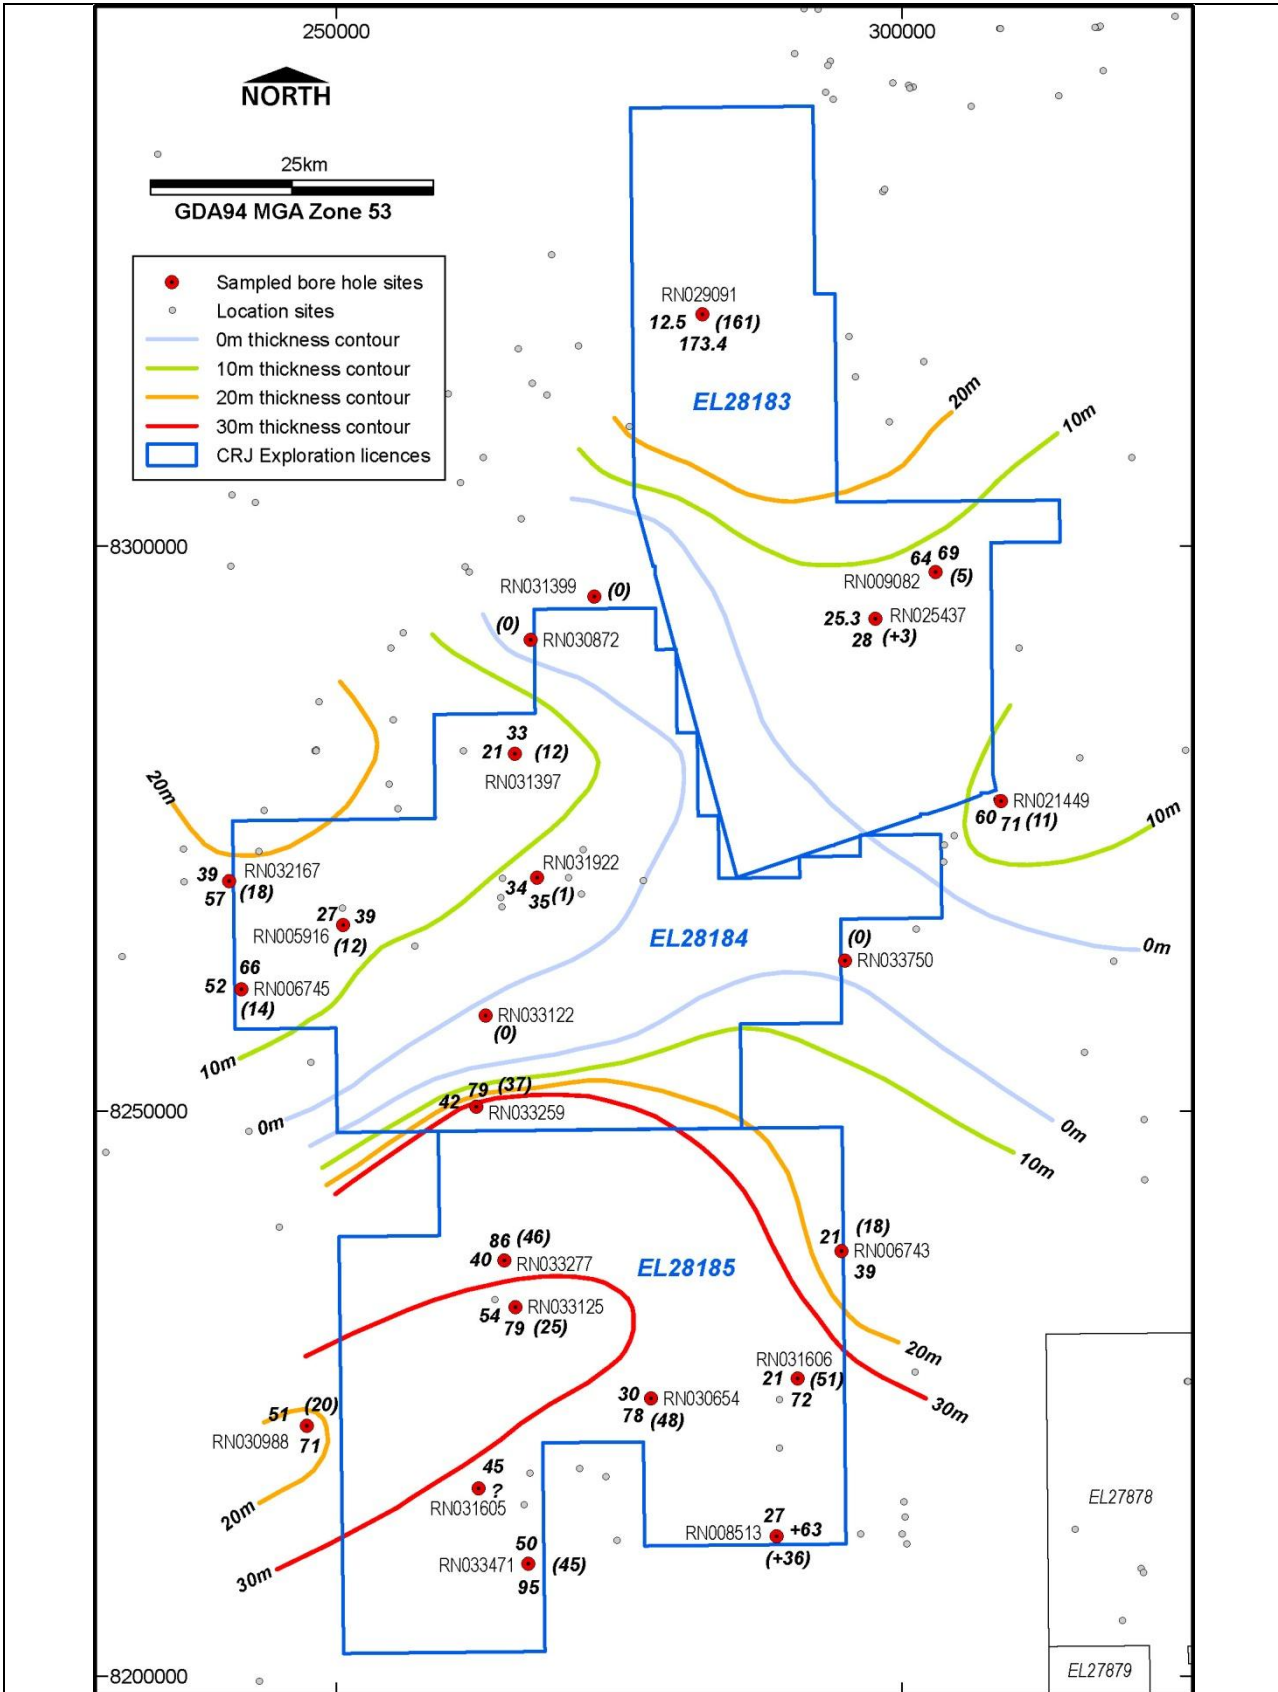 250000 300000
NORTH
25km
GDA94 MGA Zone 53
Sampled bore hole sites
Location sites
0m thickness contour
10m thickness contour
20m thickness contour
30m thickness contour
CRJ Exploration licences
RN029091
12.5 (161)
173.4
EL28183
20m
10m
8300000
64 69
RN009082 (5)
RN031399 (0)
25.3 RN025437
28 (+3)
(0) RN030872
33
21 (12)
RN031397
20m
RN021449
60 71 (11)
10m
RN032167
39
57 (18)
RN031922
34
35 (1)
27 39
RN005916
(12)
EL28184
(0)
RN033750
0m
66
52 RN006745
(14)
RN033122
(0)
10m
79 (37)
42
RN033259
8250000
0m
0m
10m
(18)
21
RN006743
39
86 (46)
40 RN033277
EL28185
RN033125
54
79 (25)
20m
RN031606
21 (51)
72
30m
30 RN030654
78 (48)
51 (20)
RN030988 71
45
?
RN031605
20m
EL27878
27
RN008513 +63
(+36)
50
RN033471 (45)
95
30m
8200000
EL27879